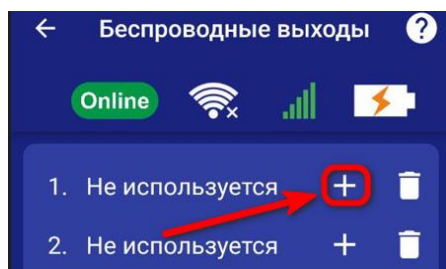 Беспроводные выходы ?
Online
1. Не используется +
2. Не используется +